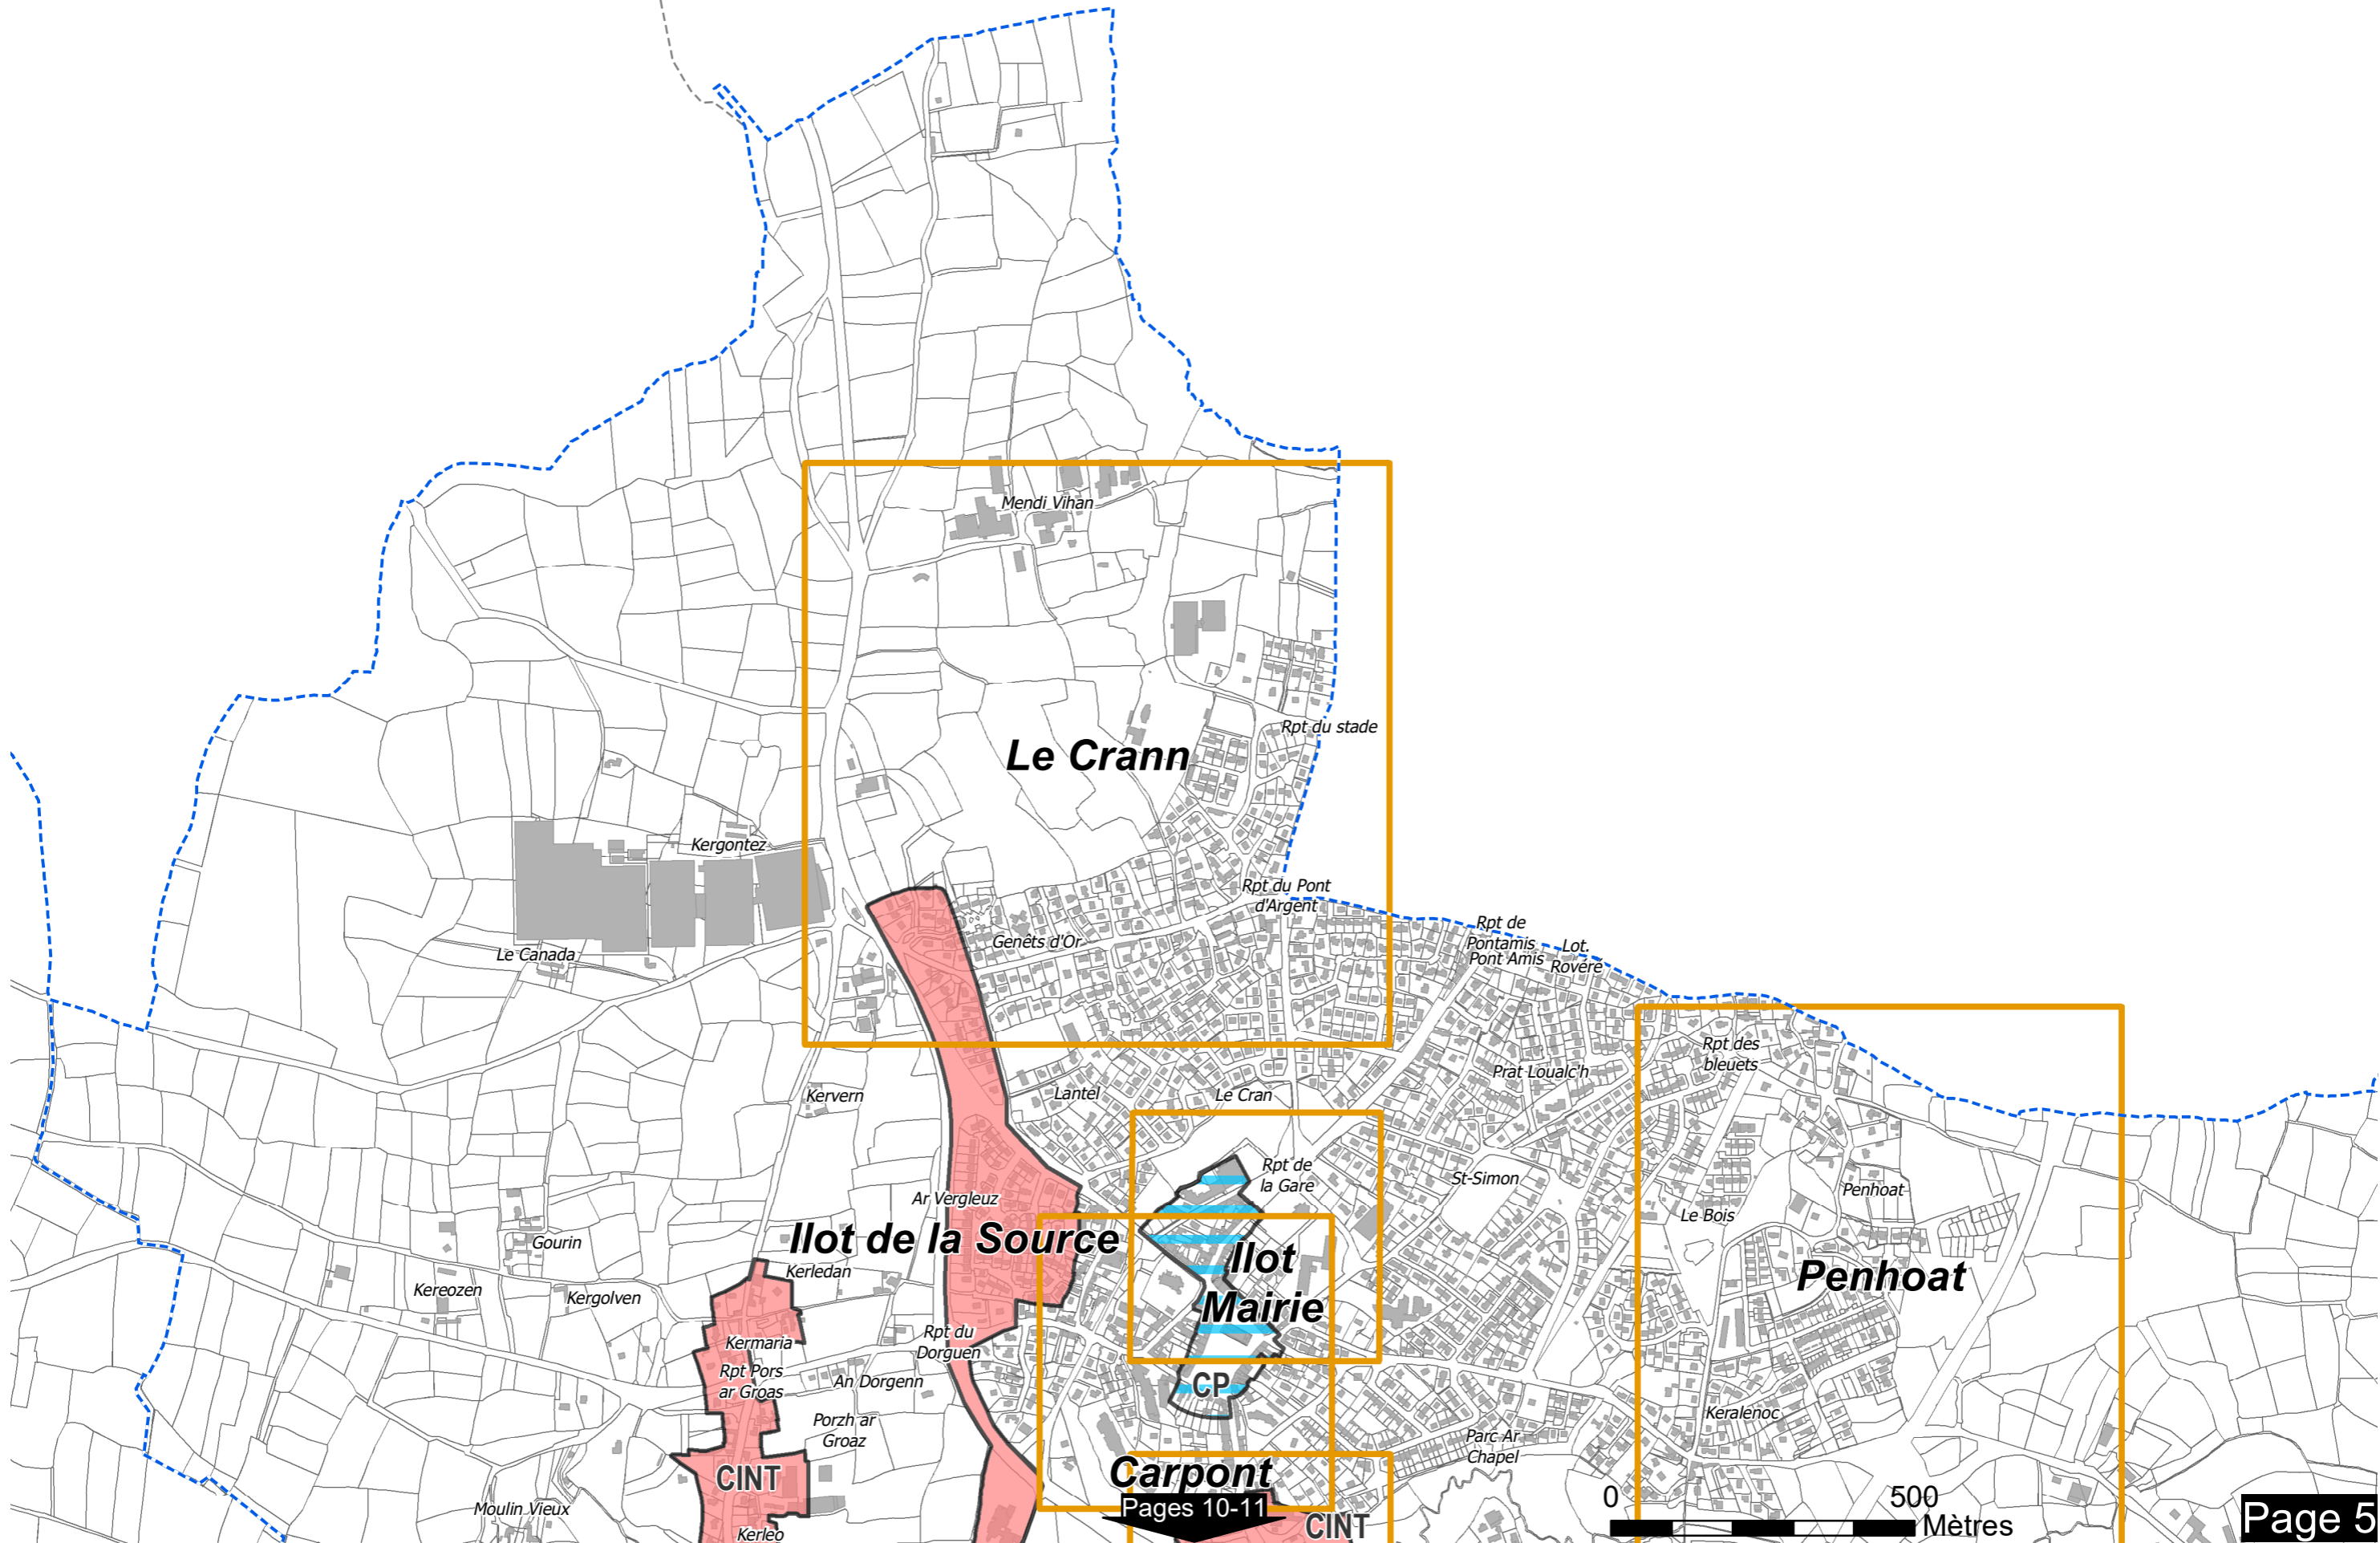 Mendi Vihan
Rpt du stade
Le Crann
Kergontez
Rpt du Pont
d'Argent
Rpt de
Pontamis
Pont Amis
Lot.
Rovéré
Genêts d'Or
Le Canada
Rpt des
bleuets
Prat Loualc'h
Kervern
Lantel
Le Cran
Rpt de
la Gare
St-Simon
Penhoat
Ar Vergleuz
Le Bois
Ilot de la Source
Gourin
Ilot
Mairie
Kerledan
Penhoat
Kereozen
Kergolven
Rpt du
Dorguen
Kermaria
Rpt Pors
ar Groas
An Dorgenn
CP
Porzh ar
Groaz
Keralenoc
Parc Ar
Chapel
CINT
Carpont
Pages 10-11
Moulin Vieux
Kerleo
CINT
0
500
Mètres
Page 5